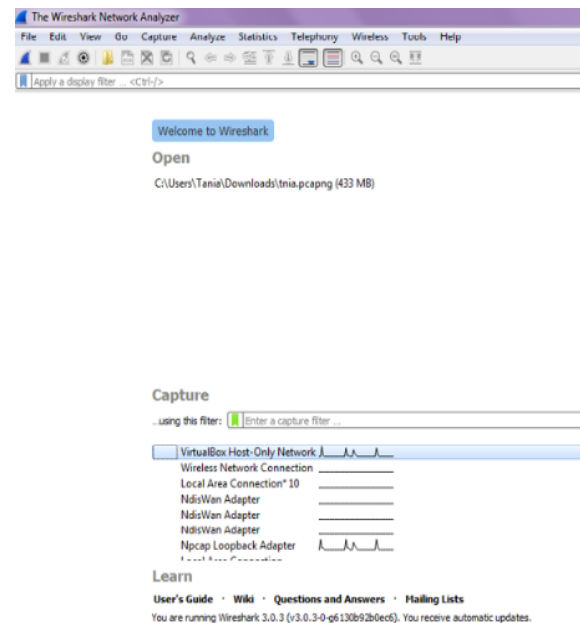 The Wireshark Network Analyzer
File Edit View Go Capture Analyze Statistics Telephony Wireless Tools Help
Apply a display filter ... <Ctrl-/>
Welcome to Wireshark
Open
C:\Users\Tania\Downloads\tnia.pcapng (433 MB)
Capture
...using this filter: Enter a capture filter ...
VirtualBox Host-Only Network
Wireless Network Connection
Local Area Connection* 10
NdisWan Adapter
NdisWan Adapter
NdisWan Adapter
Npcap Loopback Adapter
Local Area Connection
Learn
User's Guide · Wiki · Questions and Answers · Mailing Lists
You are running Wireshark 3.0.3 (v3.0.3-0-g6130b92b0ec6). You receive automatic updates.